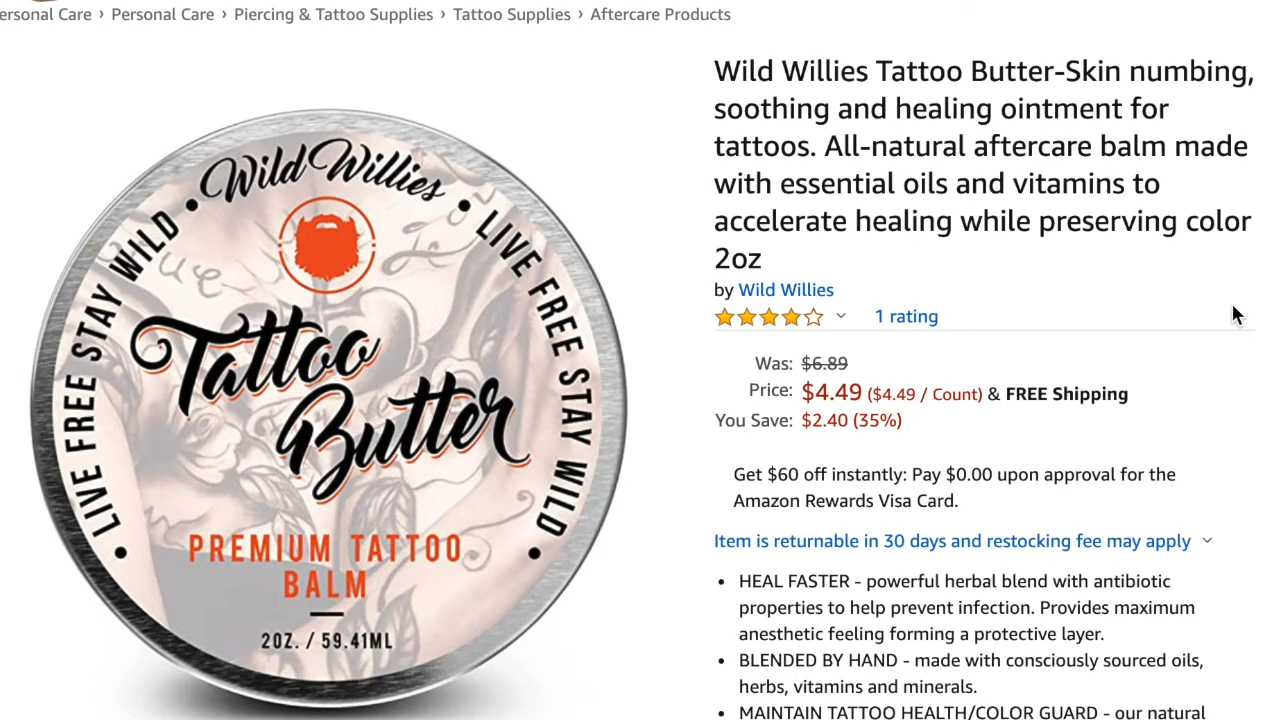 ersonal Care › Personal Care › Piercing & Tattoo Supplies › Tattoo Supplies › Aftercare Products
Wild Willies
LIVE FREE STAY WILD
LIVE FREE STAY WILD
Tattoo
Butter
PREMIUM TATTOO
BALM
2OZ. / 59.41ML
Wild Willies Tattoo Butter-Skin numbing,
soothing and healing ointment for
tattoos. All-natural aftercare balm made
with essential oils and vitamins to
accelerate healing while preserving color
2oz
by Wild Willies
1 rating
Was: $6.89
Price: $4.49 ($4.49 / Count) & FREE Shipping
You Save: $2.40 (35%)
Get $60 off instantly: Pay $0.00 upon approval for the
Amazon Rewards Visa Card.
Item is returnable in 30 days and restocking fee may apply
• HEAL FASTER - powerful herbal blend with antibiotic
properties to help prevent infection. Provides maximum
anesthetic feeling forming a protective layer.
• BLENDED BY HAND - made with consciously sourced oils,
herbs, vitamins and minerals.
• MAINTAIN TATTOO HEALTH/COLOR GUARD - our natural